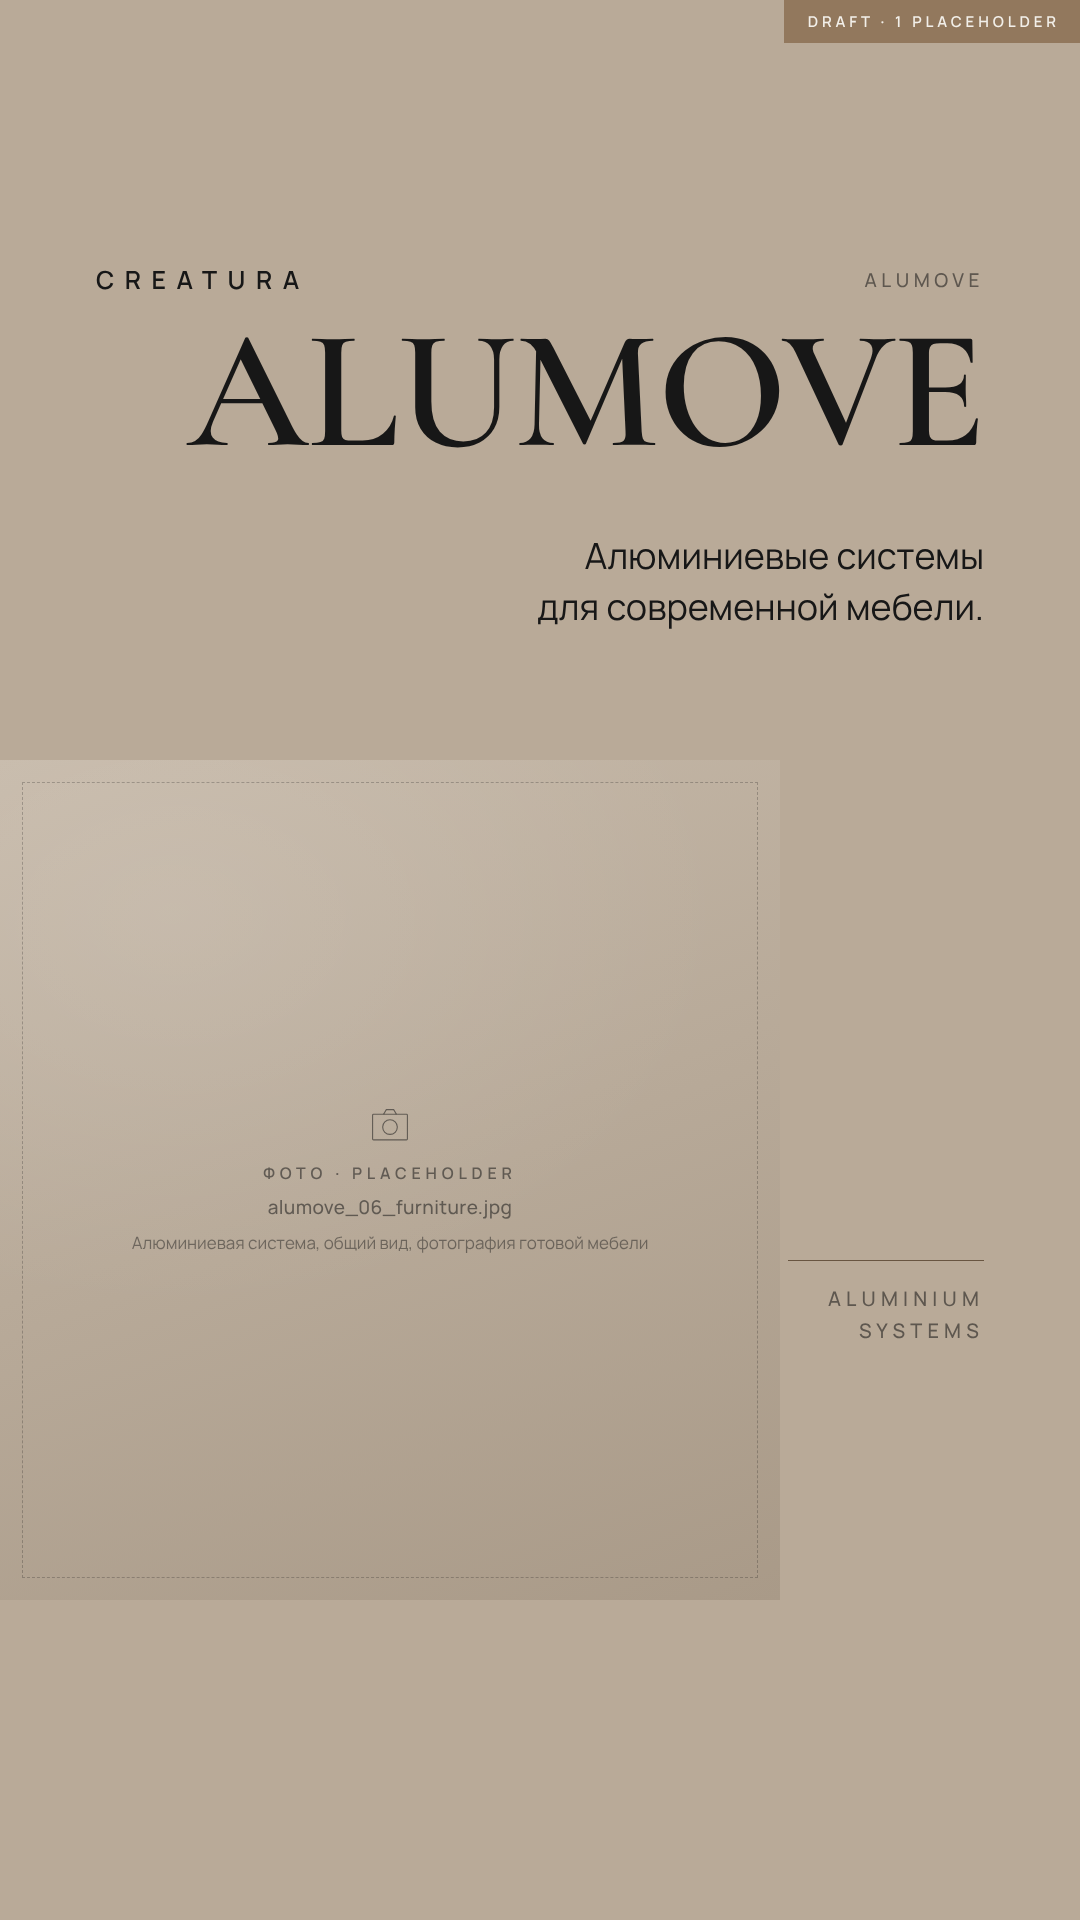 DRAFT · 1 PLACEHOLDER
CREATURA
ALUMOVE
ALUMOVE
Алюминиевые системы
для современной мебели.
ФОТО · PLACEHOLDER
alumove_06_furniture.jpg
Алюминиевая система, общий вид, фотография готовой мебели
ALUMINIUM
SYSTEMS